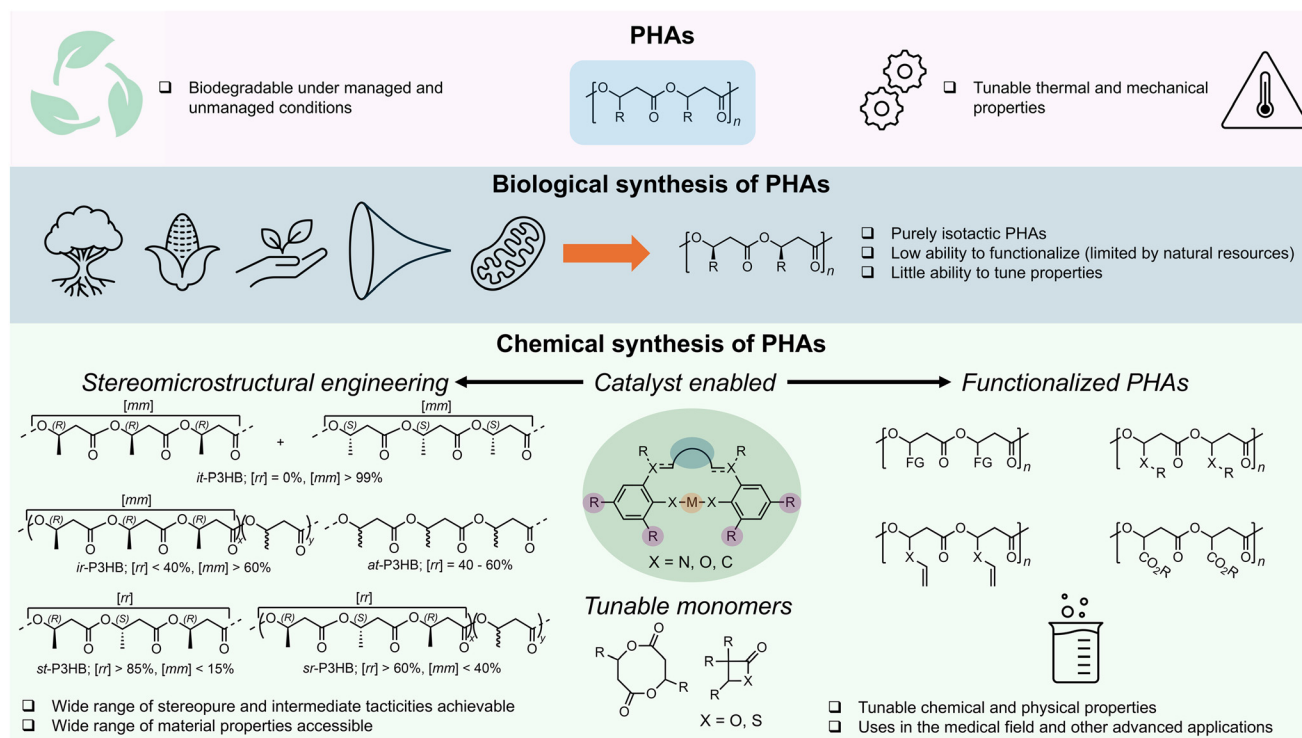 PHAs
Biodegradable under managed and
unmanaged conditions
O O
R O R O n
Tunable thermal and mechanical
properties
Biological synthesis of PHAs
O O
R O R O n
Purely isotactic PHAs
Low ability to functionalize (limited by natural resources)
Little ability to tune properties
Chemical synthesis of PHAs
Stereomicrostructural engineering
Catalyst enabled
Functionalized PHAs
[mm]
O (R) O (R) O (R)
O O O
+
[mm]
O (S) O (S) O (S)
O O O
it-P3HB; [rr] = 0%, [mm] > 99%
[mm]
O (R) O (R) O (R) O
O O O x O y
ir-P3HB; [rr] < 40%, [mm] > 60%
O O O
O O O
at-P3HB; [rr] = 40 - 60%
[rr]
O (R) O (S) O (R)
O O O
st-P3HB; [rr] > 85%, [mm] < 15%
[rr]
O (R) O (S) O (R) O
O O O x O y
sr-P3HB; [rr] > 60%, [mm] < 40%
Wide range of stereopure and intermediate tacticities achievable
Wide range of material properties accessible
R R
X X
R X M X R
R R
X = N, O, C
Tunable monomers
O
R O
O R
O
R O
R
R X
X = O, S
O O
FG O FG O n
O O
X O X O n
R R
O O
X O X O n
O O
CO2R O CO2R O n
Tunable chemical and physical properties
Uses in the medical field and other advanced applications